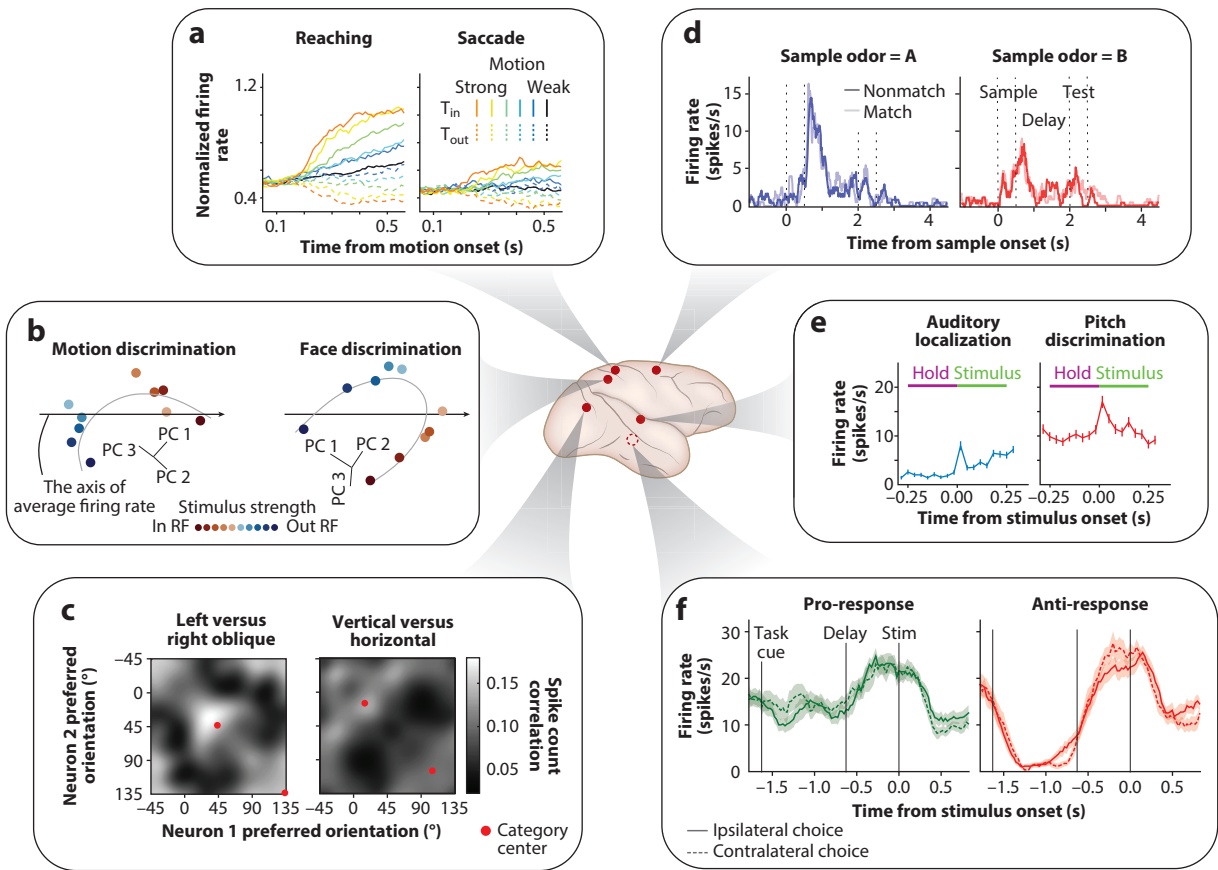 a
Reaching
Saccade
Motion
Strong
Weak
T in
T out
Normalized firing
rate
1.2
0.4
0.1
0.5
0.1
0.5
Time from motion onset (s)
d
Sample odor = A
Sample odor = B
Nonmatch
Match
Sample
Test
Delay
Firing rate
(spikes/s)
15
10
5
0
0
2
4
0
2
4
Time from sample onset (s)
b
Motion discrimination
Face discrimination
PC 1
PC 3
PC 2
PC 1
PC 2
PC 3
The axis of
average firing rate
Stimulus strength
In RF
Out RF
e
Auditory
localization
Pitch
discrimination
Hold
Stimulus
Hold
Stimulus
Firing rate
(spikes/s)
20
10
0
−0.25
0.00
0.25
−0.25
0.00
0.25
Time from stimulus onset (s)
c
Left versus
right oblique
Vertical versus
horizontal
Neuron 2 preferred
orientation (°)
−45
0
45
90
135
−45
0
45
90
135
−45
0
45
90
135
Neuron 1 preferred orientation (°)
0.15
0.10
0.05
Spike count
correlation
Category
center
f
Pro-response
Anti-response
Task
cue
Delay
Stim
Firing rate
(spikes/s)
30
20
10
0
−1.5
−1.0
−0.5
0.0
0.5
−1.5
−1.0
−0.5
0.0
0.5
Time from stimulus onset (s)
Ipsilateral choice
Contralateral choice